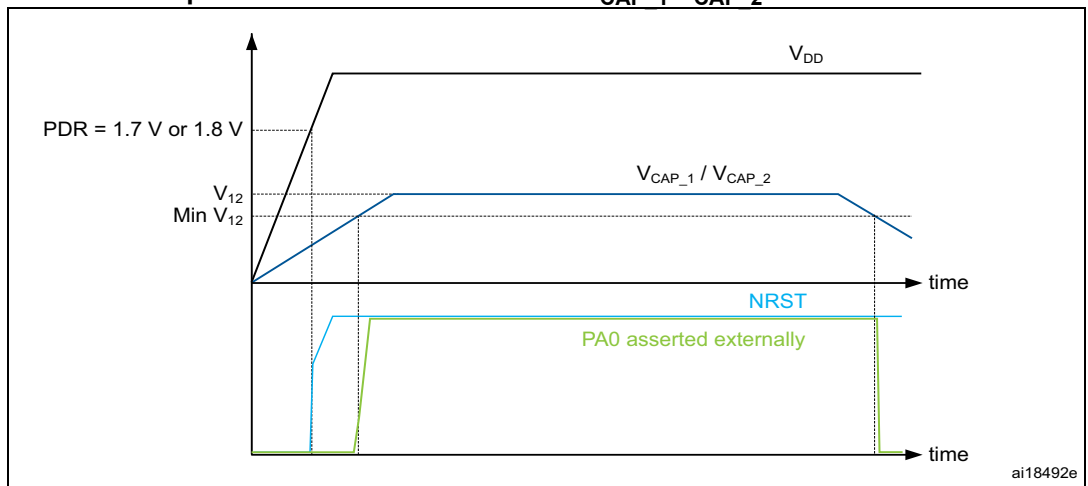 V_DD
PDR = 1.7 V or 1.8 V
V_CAP_1 / V_CAP_2
V_12
Min V_12
time
NRST
PA0 asserted externally
time
ai18492e